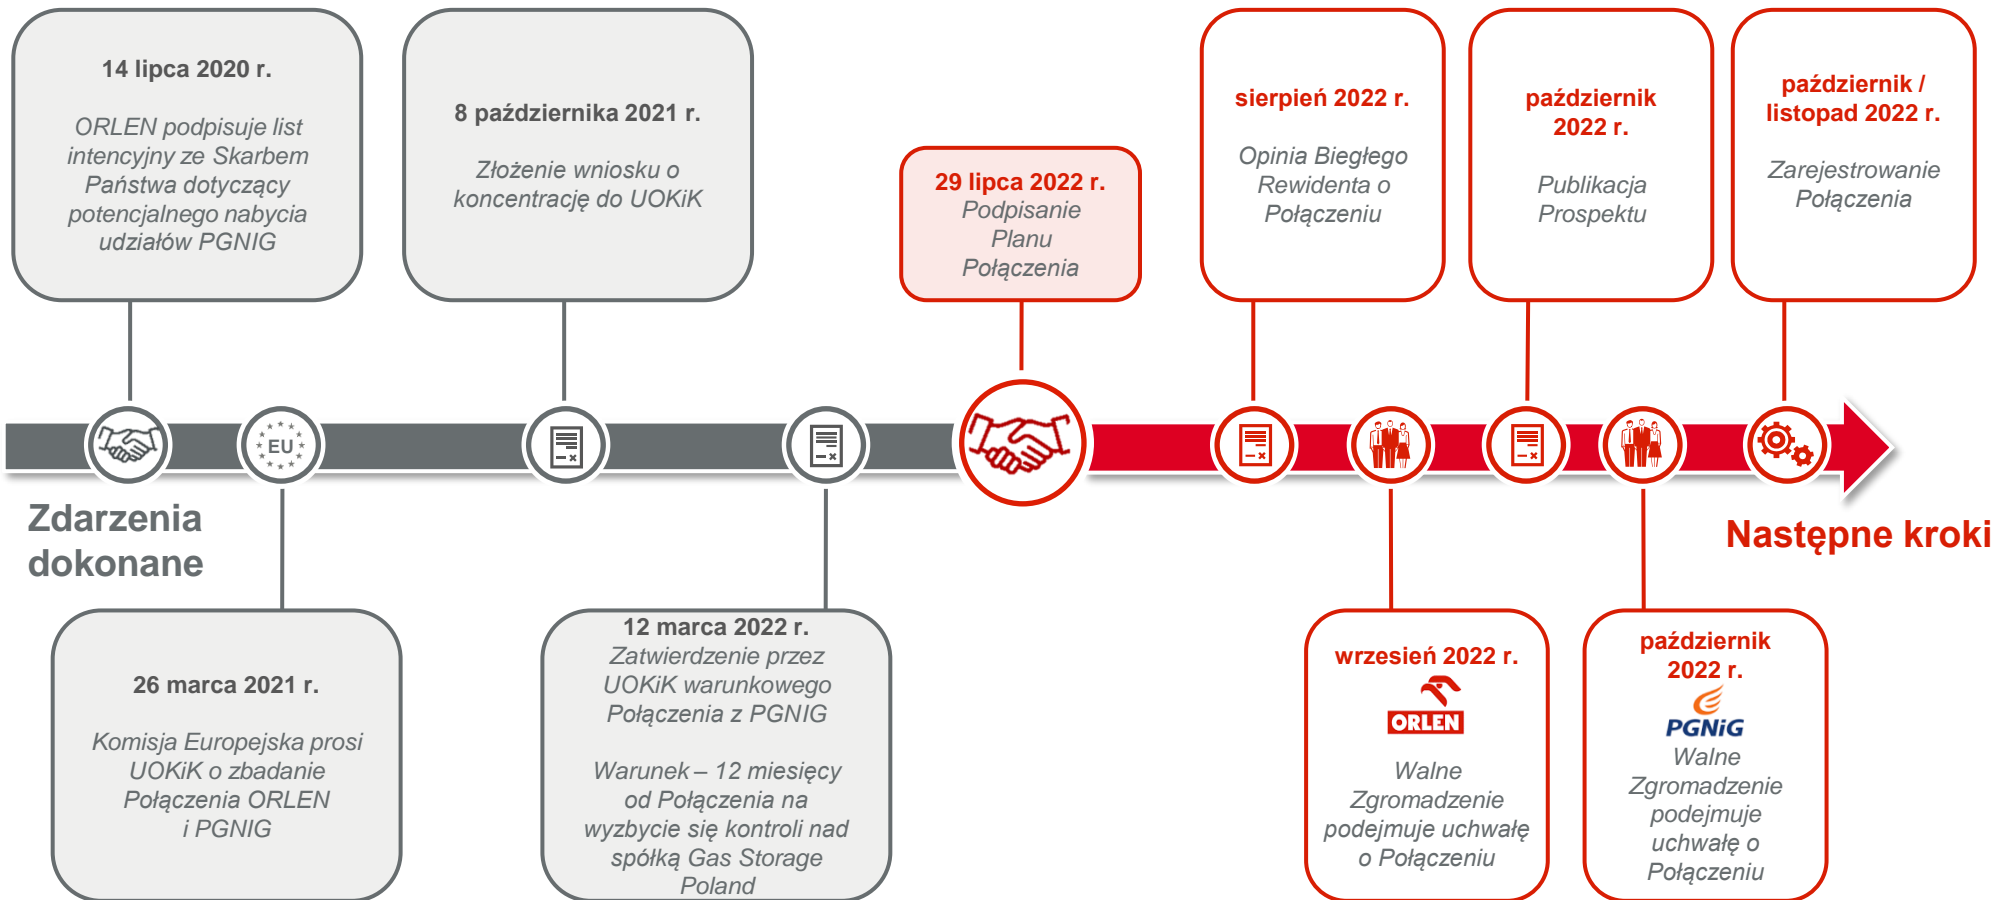 14 lipca 2020 r.
ORLEN podpisuje list
intencyjny ze Skarbem
Państwa dotyczący
potencjalnego nabycia
udziałów PGNIG
8 października 2021 r.
Złożenie wniosku o
koncentrację do UOKiK
29 lipca 2022 r.
Podpisanie
Planu
Połączenia
sierpień 2022 r.
Opinia Biegłego
Rewidenta o
Połączeniu
październik
2022 r.
Publikacja
Prospektu
październik /
listopad 2022 r.
Zarejestrowanie
Połączenia
EU
Zdarzenia
dokonane
Następne kroki
26 marca 2021 r.
Komisja Europejska prosi
UOKiK o zbadanie
Połączenia ORLEN
i PGNIG
12 marca 2022 r.
Zatwierdzenie przez
UOKiK warunkowego
Połączenia z PGNIG
Warunek – 12 miesięcy
od Połączenia na
wyzbycie się kontroli nad
spółką Gas Storage
Poland
wrzesień 2022 r.
ORLEN
Walne
Zgromadzenie
podejmuje uchwałę
o Połączeniu
październik
2022 r.
PGNiG
Walne
Zgromadzenie
podejmuje
uchwałę o
Połączeniu